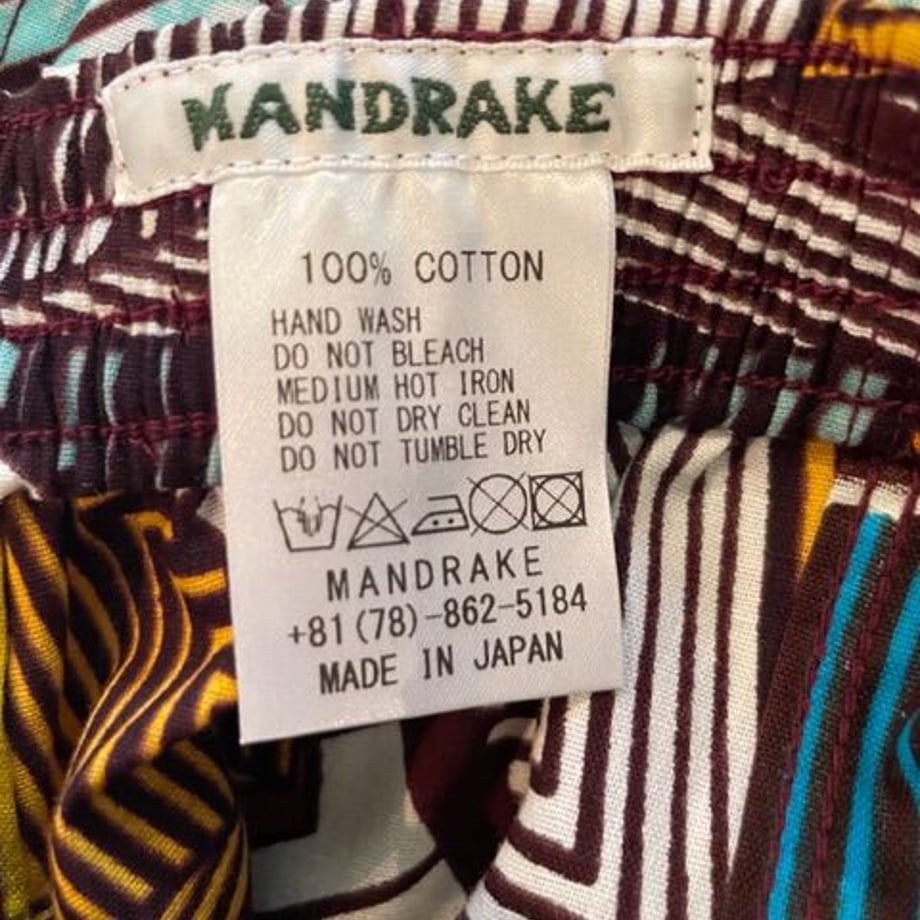 MANDRAKE
100% COTTON
HAND WASH
DO NOT BLEACH
MEDIUM HOT IRON
DO NOT DRY CLEAN
DO NOT TUMBLE DRY
MANDRAKE
+81(78)-862-5184
MADE IN JAPAN